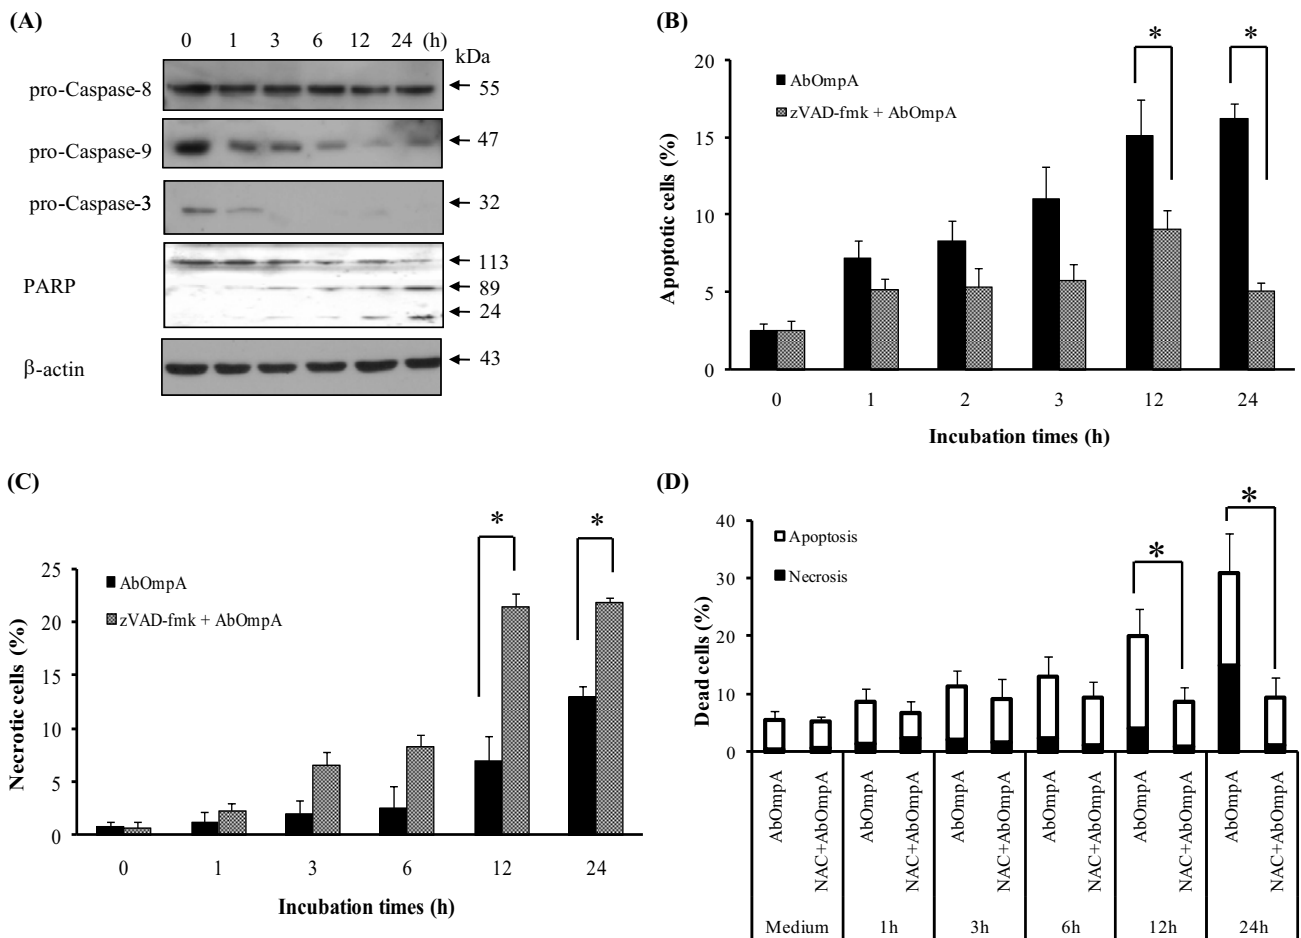 (A)
0 1 3 6 12 24 (h)
kDa
pro-Caspase-8
55
pro-Caspase-9
47
pro-Caspase-3
32
PARP
113
89
24
β-actin
43
(B)
Apoptotic cells (%)
20
15
10
5
0
AbOmpA
zVAD-fmk + AbOmpA
*
*
0 1 2 3 12 24
Incubation times (h)
(C)
Necrotic cells (%)
25
20
15
10
5
0
AbOmpA
zVAD-fmk + AbOmpA
*
*
0 1 3 6 12 24
Incubation times (h)
(D)
Dead cells (%)
40
30
20
10
0
Apoptosis
Necrosis
*
*
AbOmpA
NAC+AbOmpA
AbOmpA
NAC+AbOmpA
AbOmpA
NAC+AbOmpA
AbOmpA
NAC+AbOmpA
AbOmpA
NAC+AbOmpA
AbOmpA
NAC+AbOmpA
Medium 1h 3h 6h 12h 24h